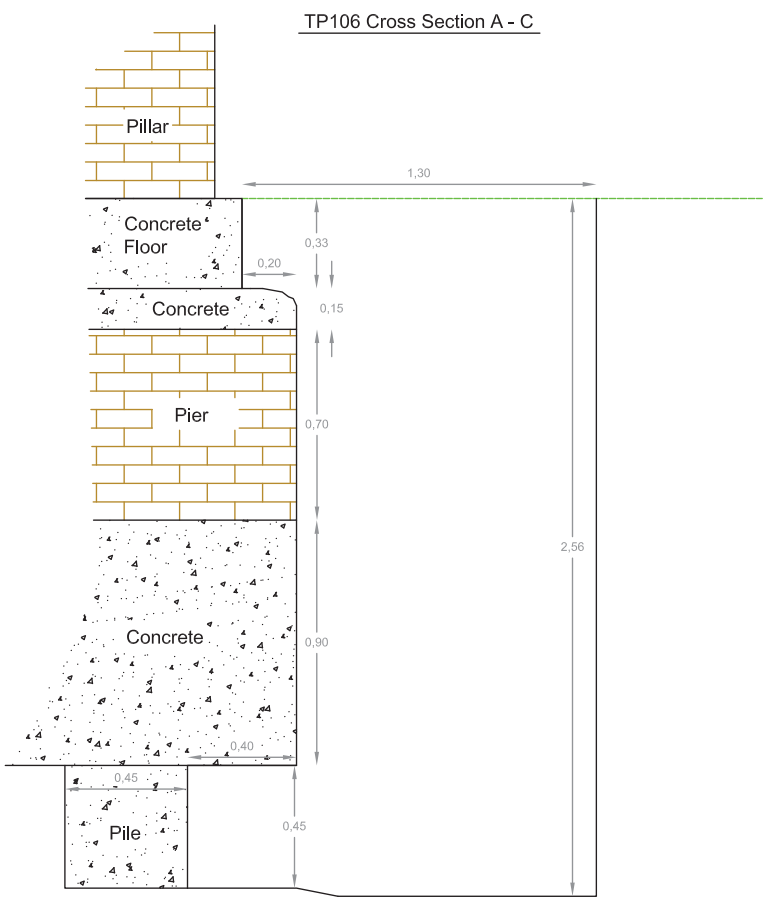 TP106 Cross Section A - C
Pillar
1,30
Concrete
Floor
0,33
0,20
Concrete
0,15
Pier
0,70
2,56
Concrete
0,90
0,40
0,45
Pile
0,45